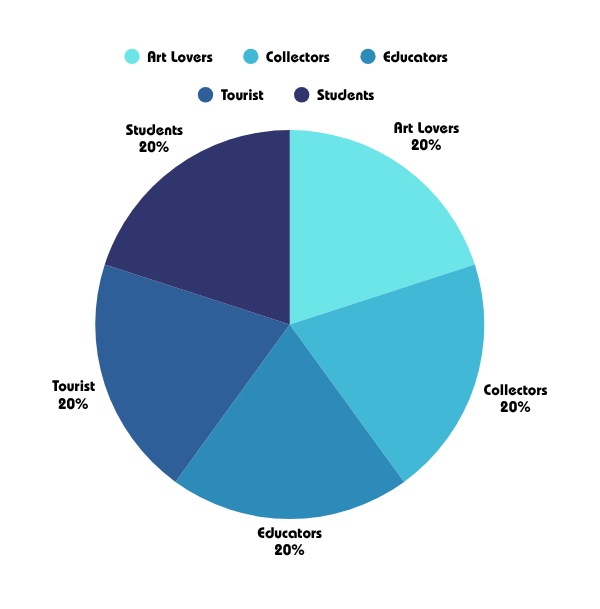 Art Lovers Collectors Educators
Tourist Students
Students
20%
Art Lovers
20%
Tourist
20%
Collectors
20%
Educators
20%